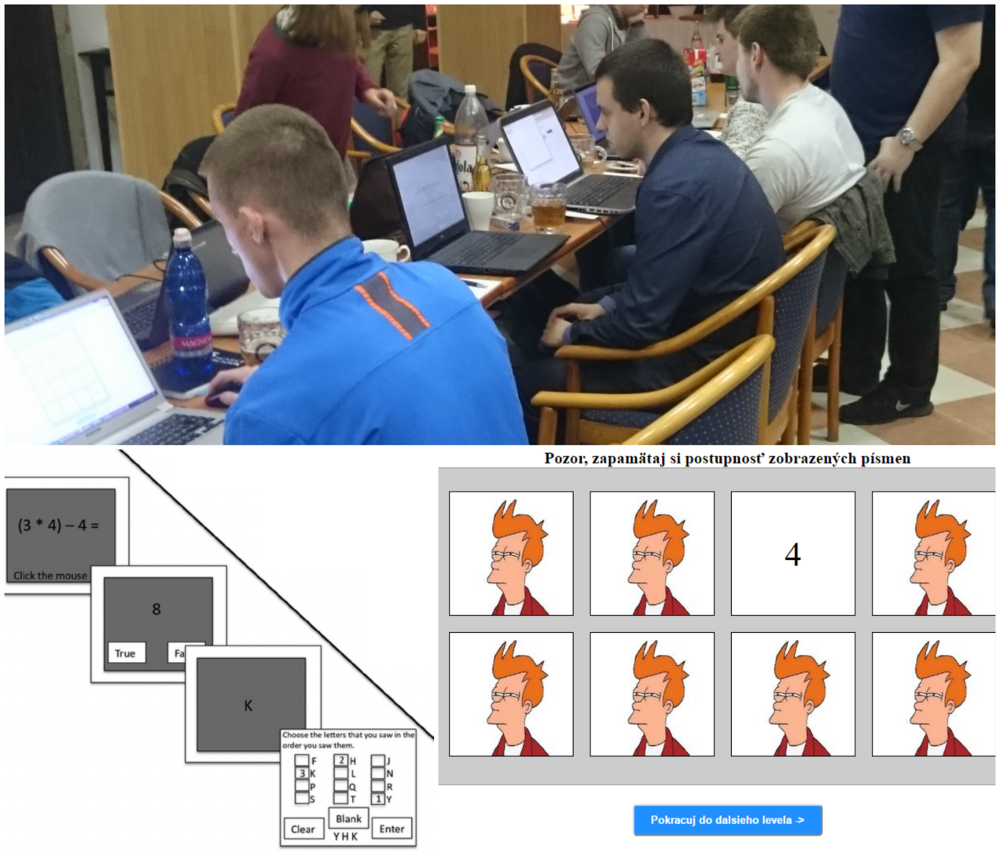 jola
MAGNES
Pozor, zapamätaj si postupnosť zobrazených písmen
(3 * 4) – 4 =
Click the mouse
8
True
Fa
K
Choose the letters that you saw in the
order you saw them.
F 2 H J
3 K L N
P Q R
S T 1 Y
Blank
Clear
Enter
Y H K
4
Pokracuj do dalsieho levela ->